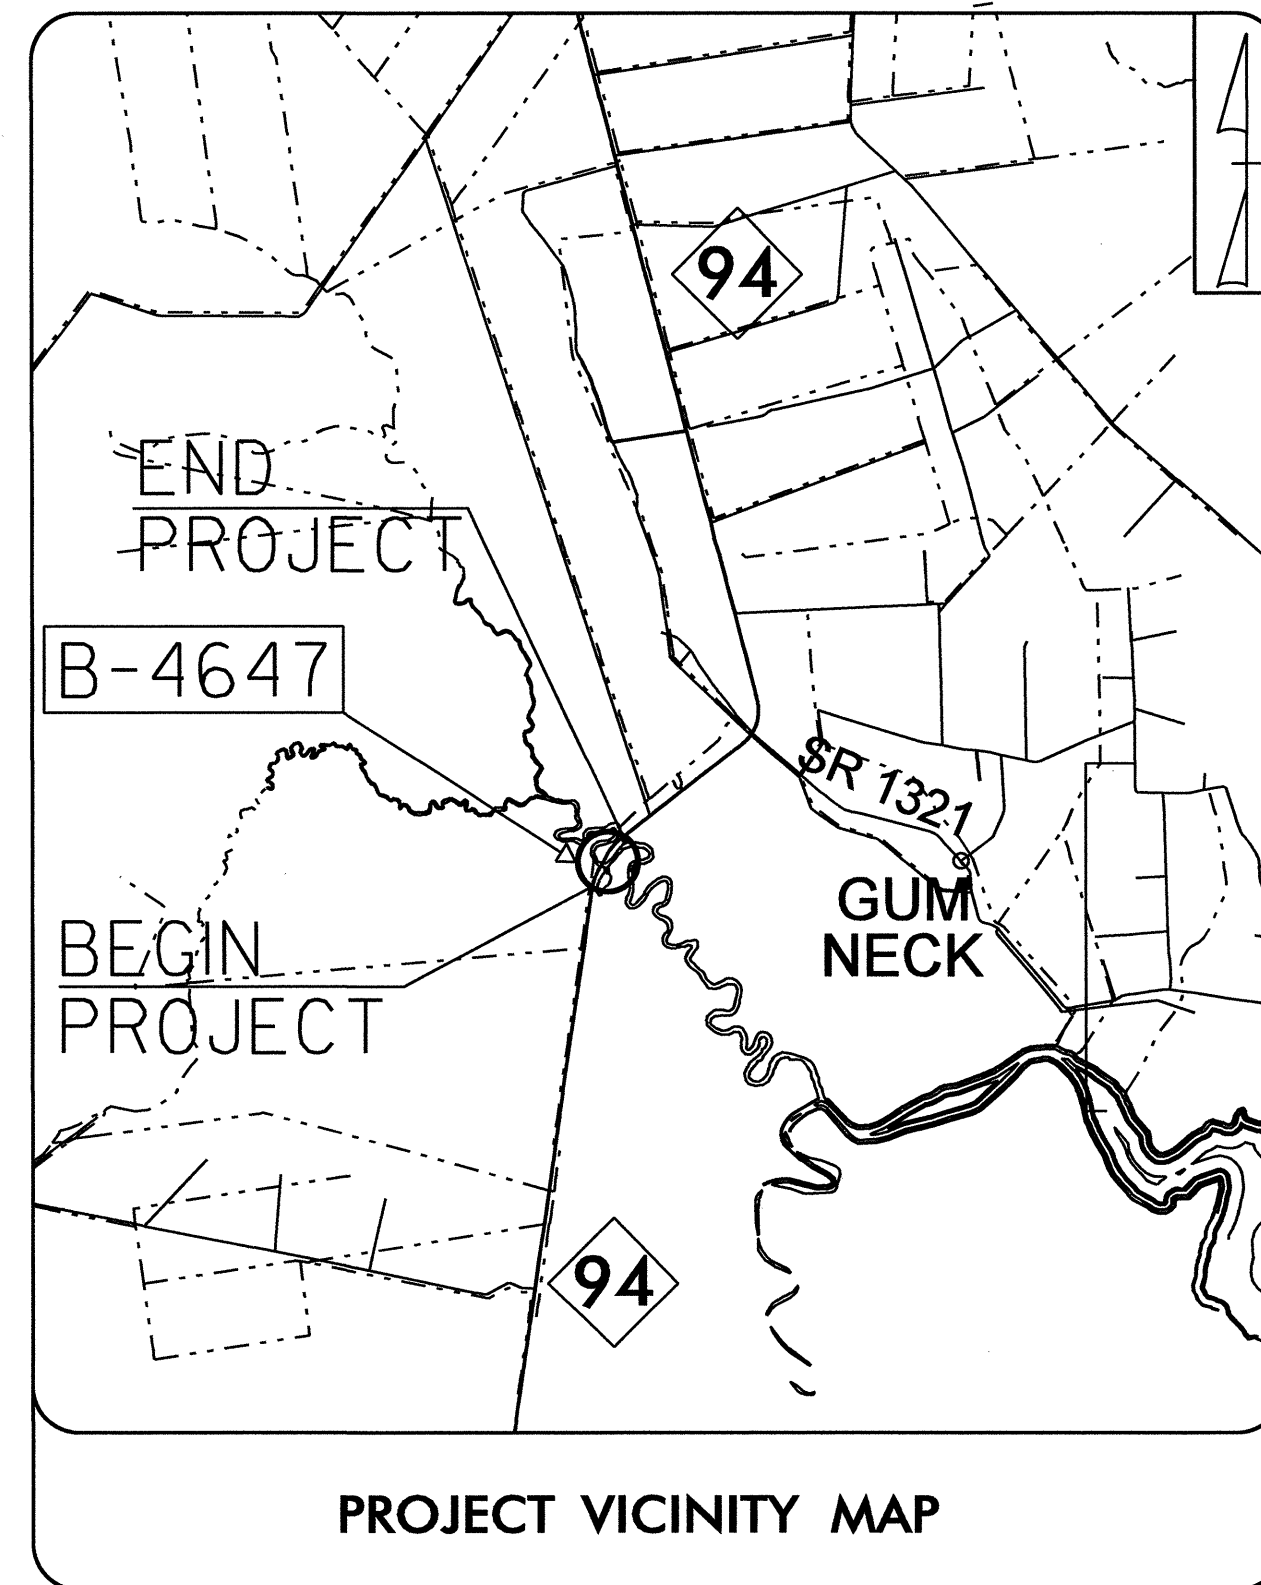 94
END
PROJECT
B-4647
SR 1321
GUM
NECK
BEGIN
PROJECT
94
PROJECT VICINITY MAP